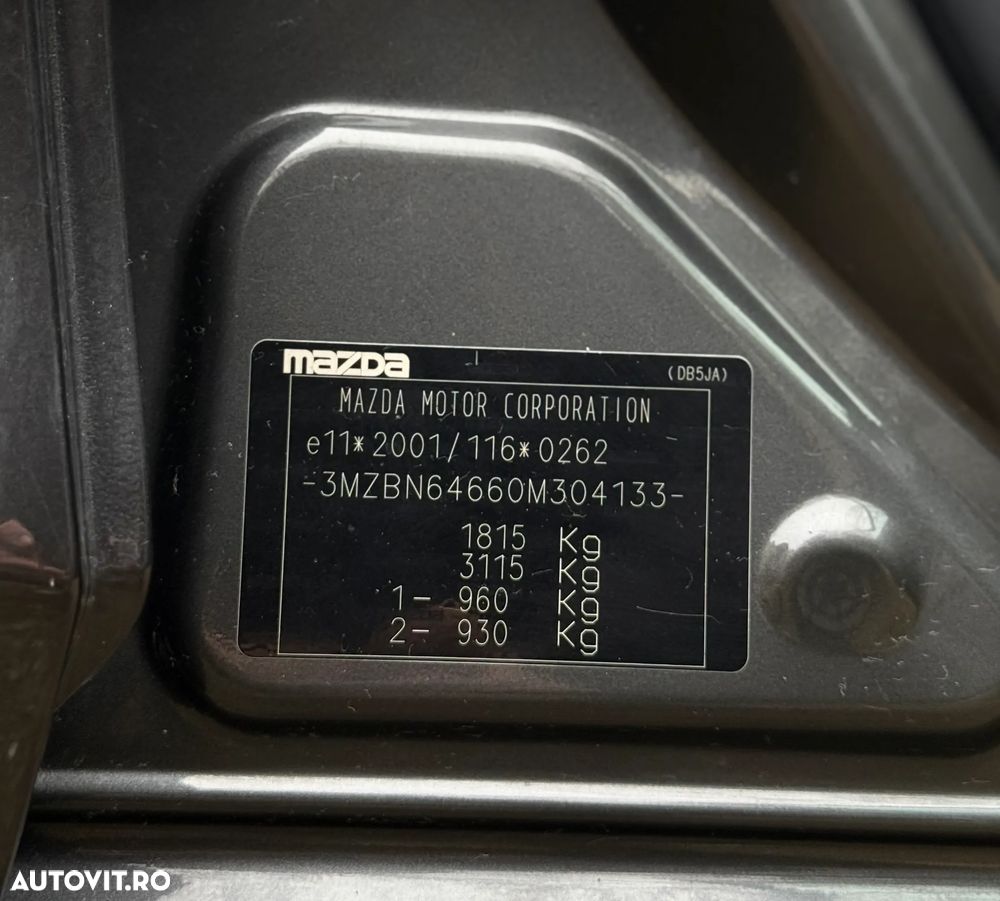 mazda
(DB5JA)
MAZDA MOTOR CORPORATION
e11*2001/116*0262
-3MZBN64660M304133-
1815 Kg
3115 Kg
1- 960 Kg
2- 930 Kg
AUTOVIT.RO